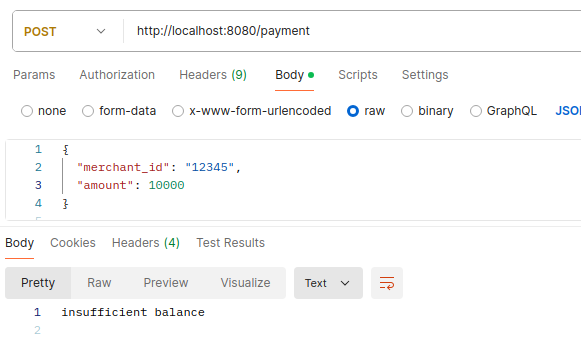 POST http://localhost:8080/payment
Params Authorization Headers (9) Body Scripts Settings
none form-data x-www-form-urlencoded raw binary GraphQL
1 {
2 "merchant_id": "12345",
3 "amount": 10000
4 }
Body Cookies Headers (4) Test Results
Pretty Raw Preview Visualize Text
1 insufficient balance
2